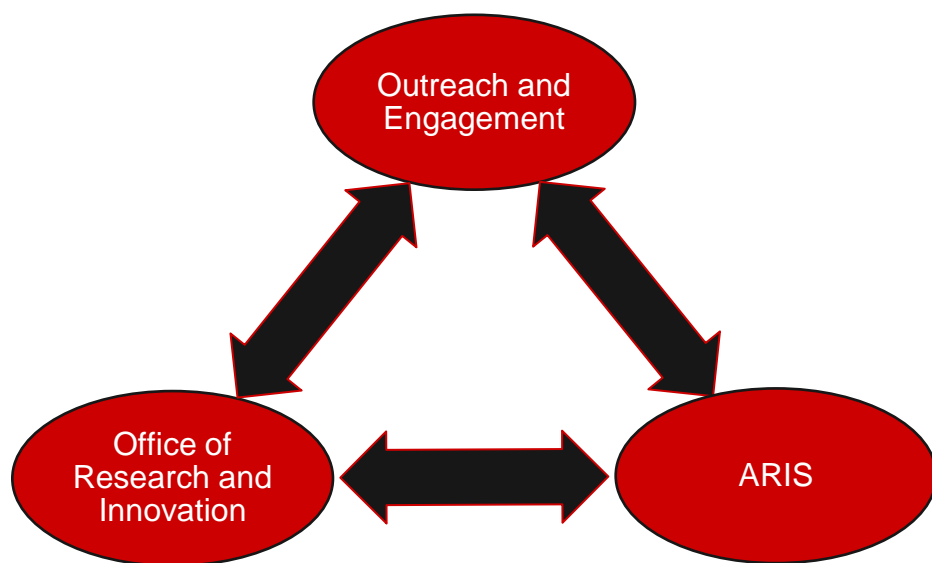 Outreach and
Engagement
Office of
Research and
Innovation
ARIS